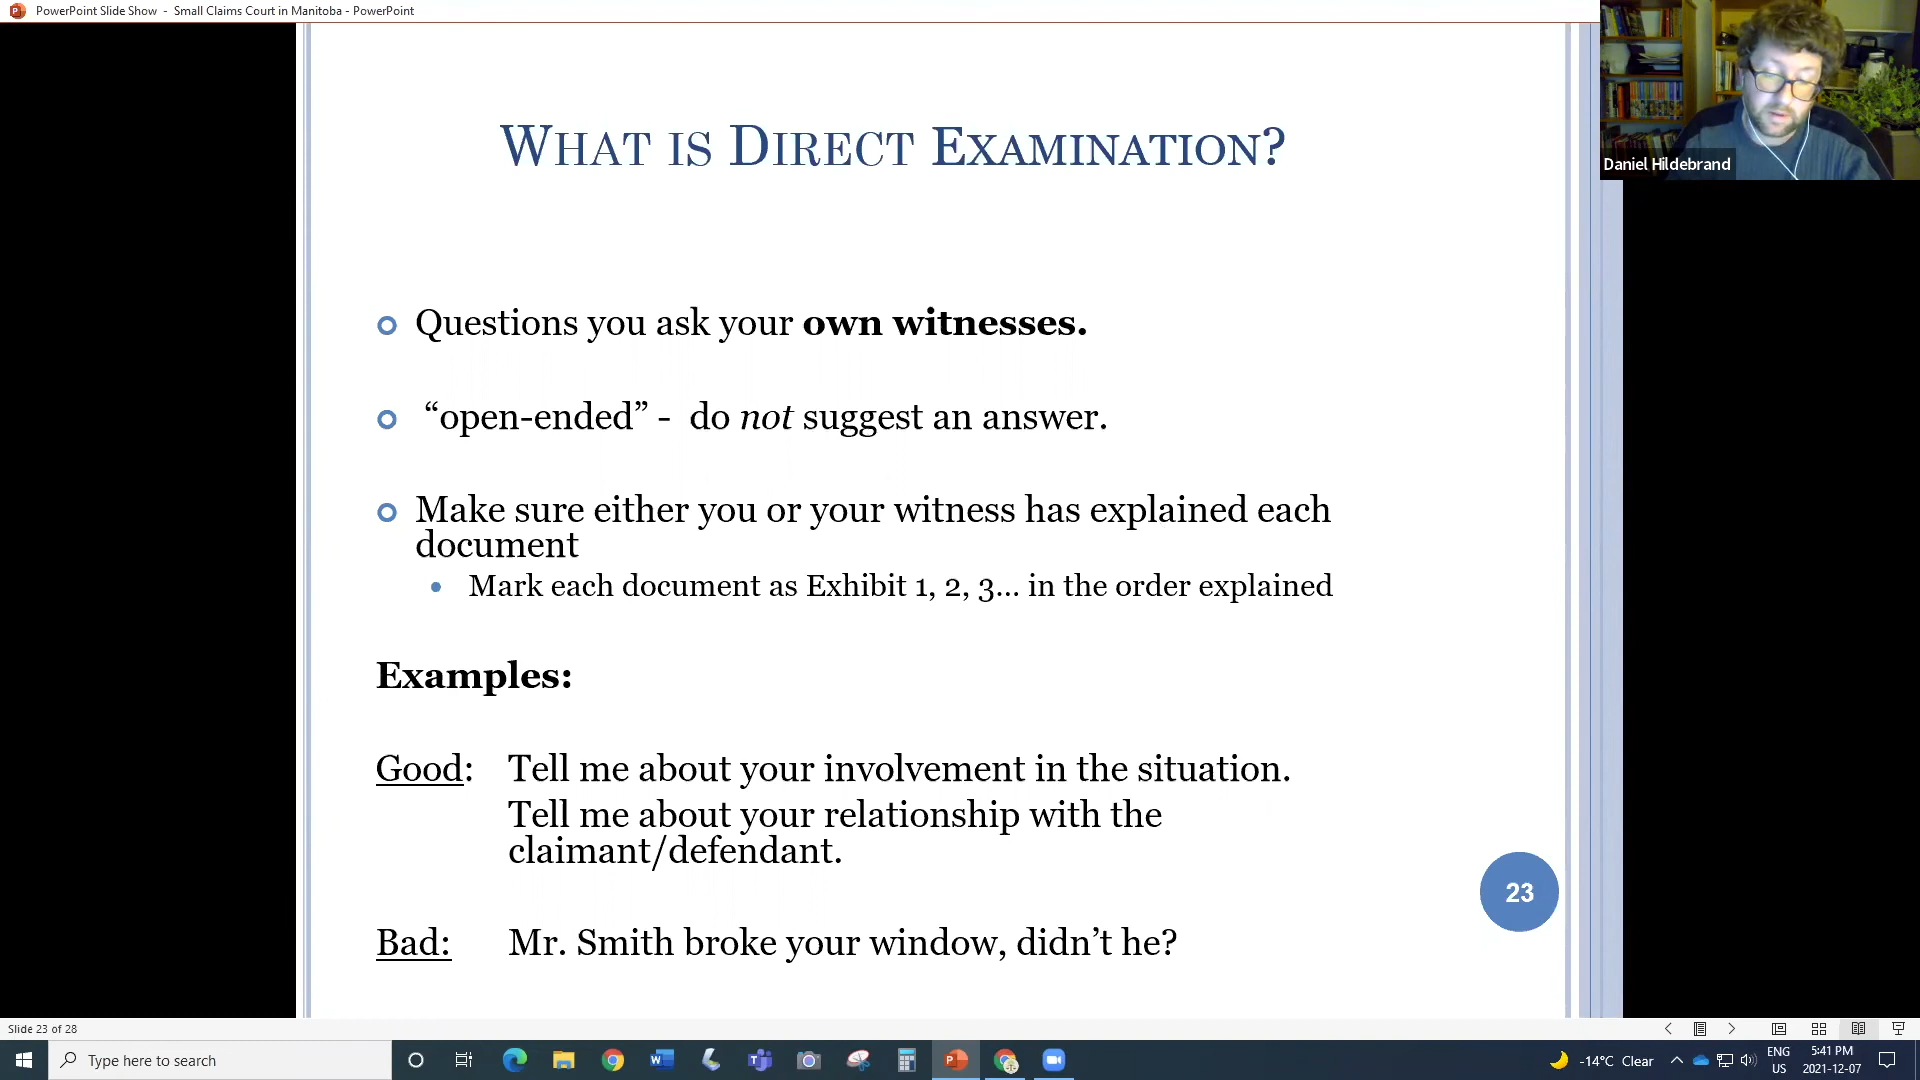 PowerPoint Slide Show - Small Claims Court in Manitoba - PowerPoint
Daniel Hildebrand
WHAT IS DIRECT EXAMINATION?
Questions you ask your own witnesses.
“open-ended” - do not suggest an answer.
Make sure either you or your witness has explained each
document
Mark each document as Exhibit 1, 2, 3... in the order explained
Examples:
Good: Tell me about your involvement in the situation.
Tell me about your relationship with the
claimant/defendant.
23
Bad: Mr. Smith broke your window, didn’t he?
Slide 23 of 28
Type here to search
-14°C Clear
ENG
US
5:41 PM
2021-12-07